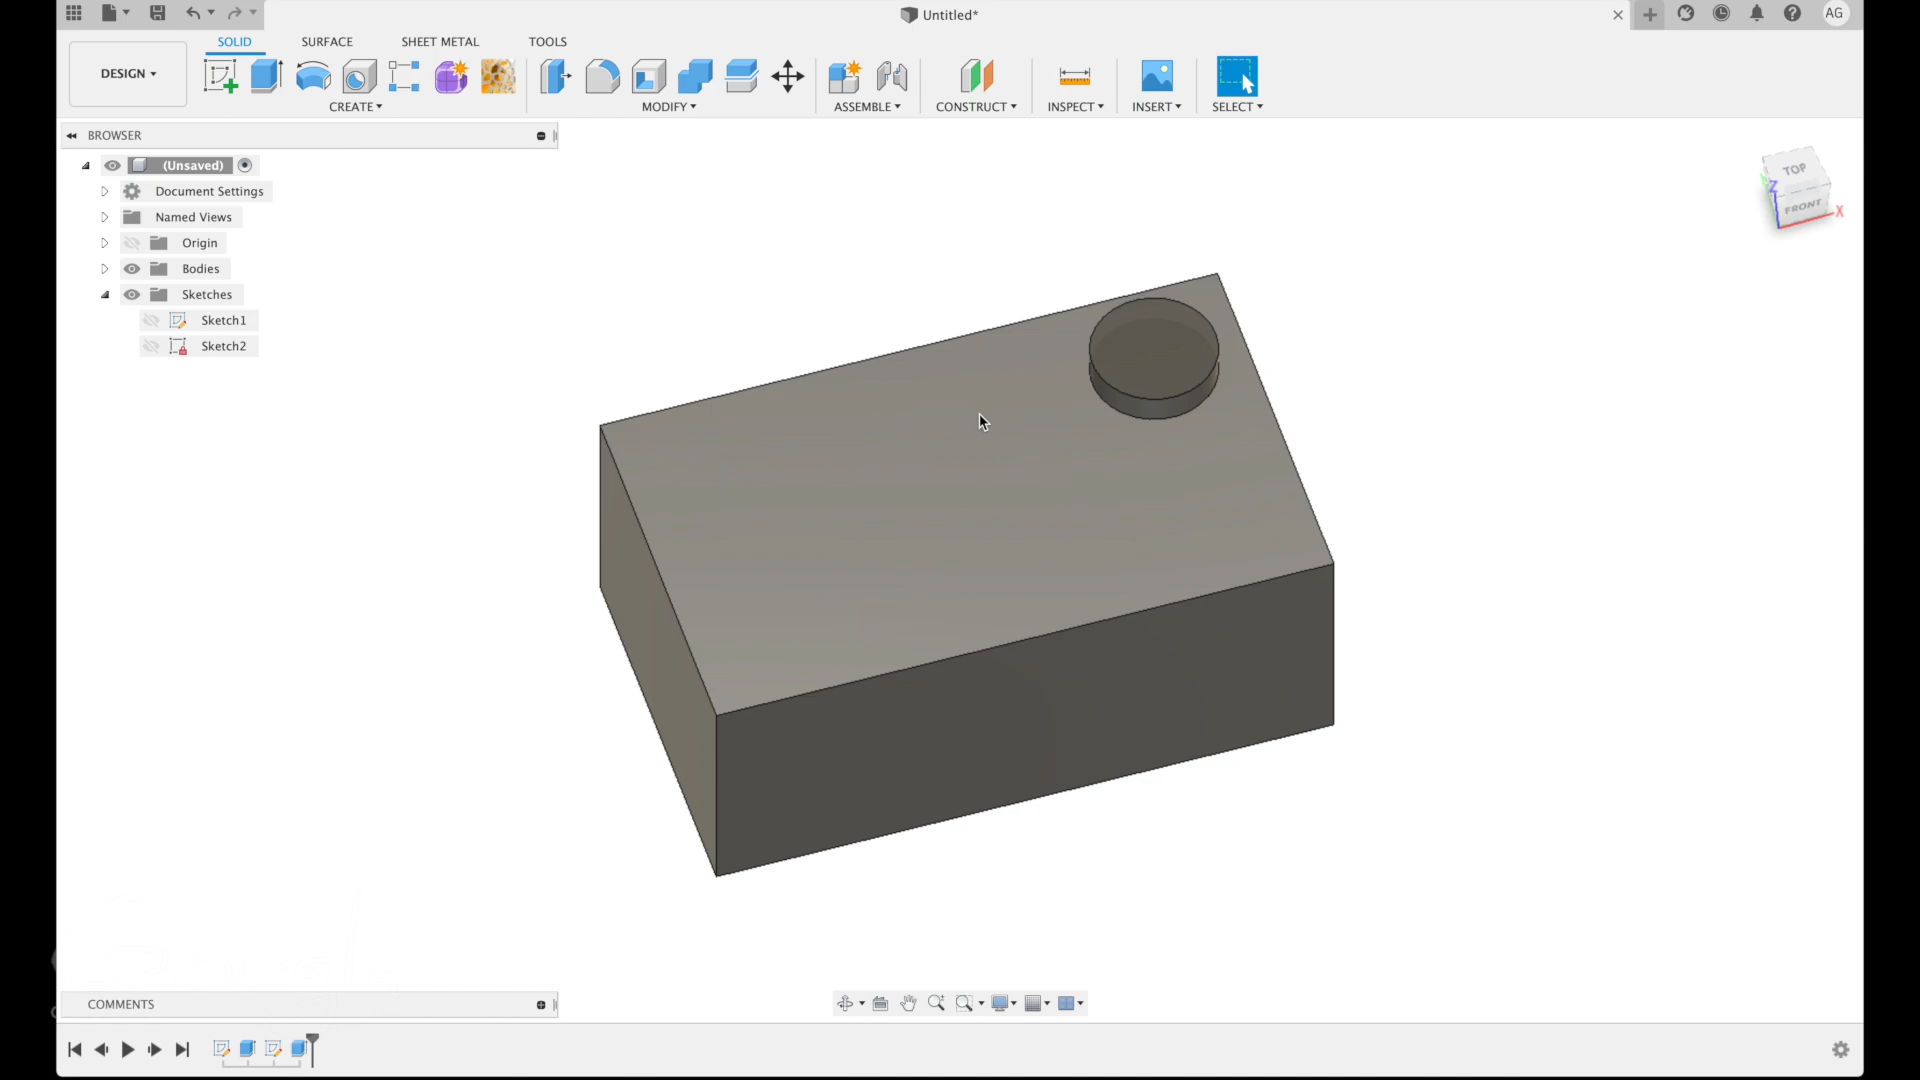 Untitled*
AG
DESIGN
SOLID
SURFACE
SHEET METAL
TOOLS
CREATE
MODIFY
ASSEMBLE
CONSTRUCT
INSPECT
INSERT
SELECT
BROWSER
(Unsaved)
Document Settings
Named Views
Origin
Bodies
Sketches
Sketch1
Sketch2
TOP
FRONT
Z
X
COMMENTS